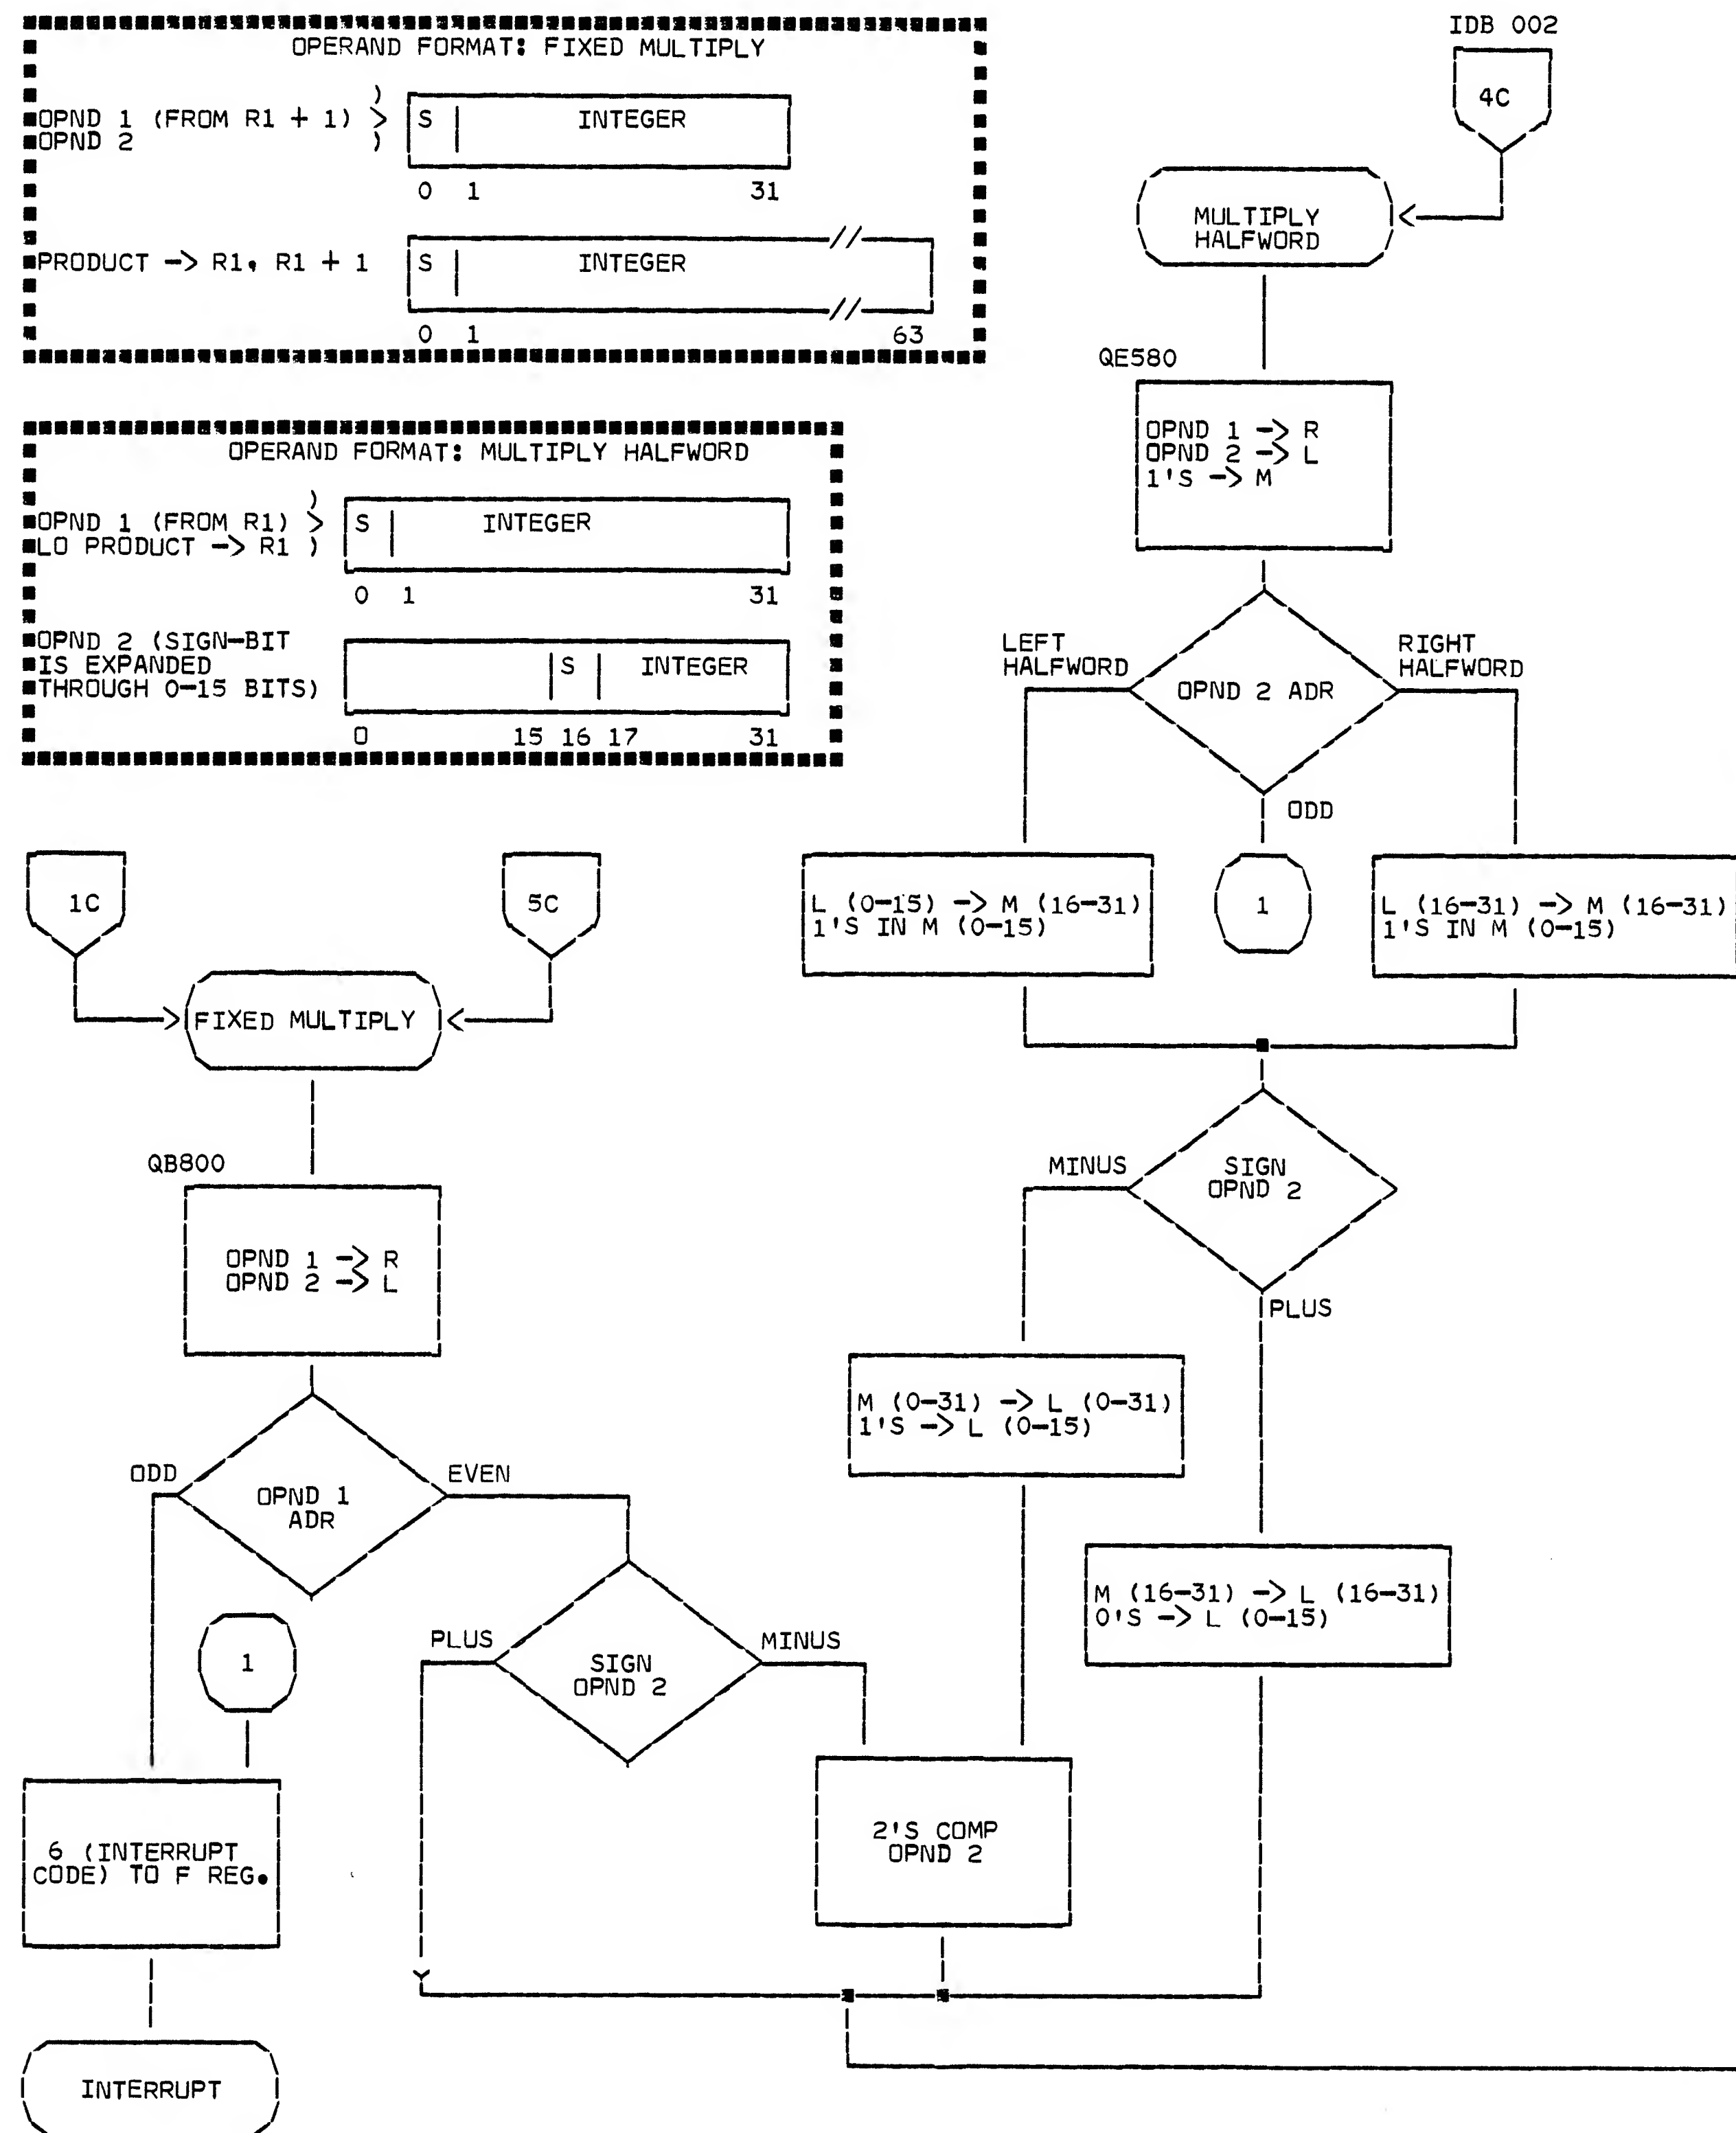 OPERAND FORMAT: FIXED MULTIPLY
OPND 1 (FROM R1 + 1) )
OPND 2 ) >
S | INTEGER
0 1 31
PRODUCT -> R1, R1 + 1
S | INTEGER
0 1 63
OPERAND FORMAT: MULTIPLY HALFWORD
OPND 1 (FROM R1) )
LO PRODUCT -> R1 ) >
S | INTEGER
0 1 31
OPND 2 (SIGN-BIT
IS EXPANDED
THROUGH 0-15 BITS)
| S | INTEGER
0 15 16 17 31
IDB 002
4C
MULTIPLY
HALFWORD
QE580
OPND 1 -> R
OPND 2 -> L
1'S -> M
LEFT
HALFWORD
OPND 2 ADR
RIGHT
HALFWORD
ODD
L (0-15) -> M (16-31)
1'S IN M (0-15)
1
L (16-31) -> M (16-31)
1'S IN M (0-15)
MINUS
SIGN
OPND 2
PLUS
M (0-31) -> L (0-31)
1'S -> L (0-15)
M (16-31) -> L (16-31)
0'S -> L (0-15)
1C
5C
FIXED MULTIPLY
QB800
OPND 1 -> R
OPND 2 -> L
ODD
OPND 1
ADR
EVEN
1
PLUS
SIGN
OPND 2
MINUS
6 (INTERRUPT
CODE) TO F REG.
2'S COMP
OPND 2
INTERRUPT